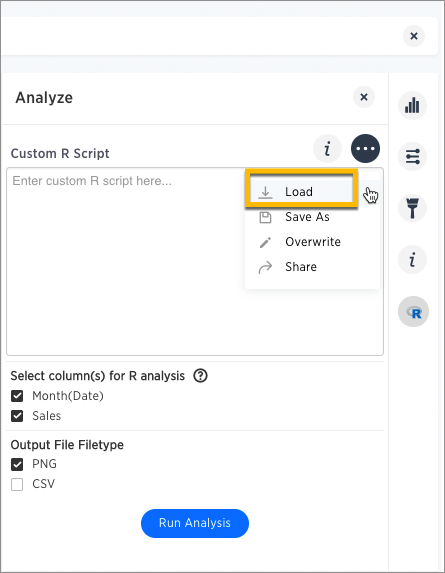 Analyze
Custom R Script
Enter custom R script here...
Load
Save As
Overwrite
Share
Select column(s) for R analysis
Month(Date)
Sales
Output File Filetype
PNG
CSV
Run Analysis